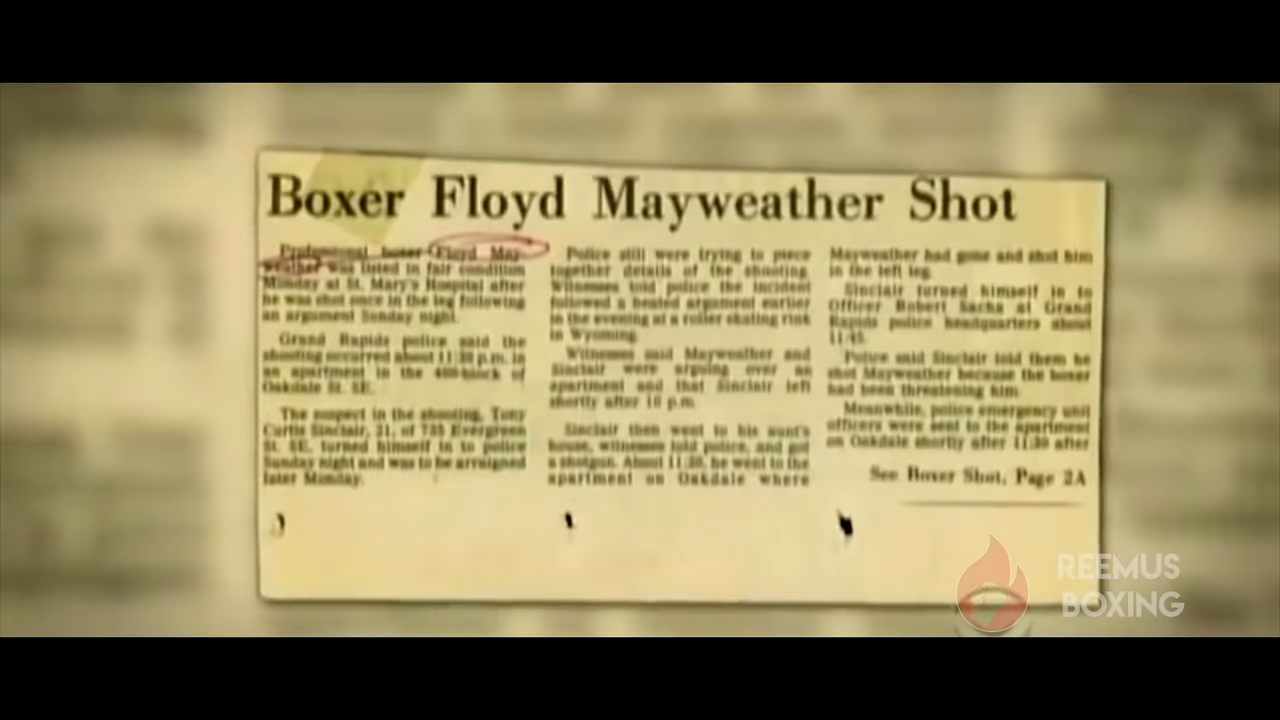 Boxer Floyd Mayweather Shot
Professional boxer Floyd May-
weather was listed in fair condition
Monday at St. Mary's Hospital after
he was shot once in the leg following
an argument Sunday night.
Grand Rapids police said the
shooting occurred about 11:30 p.m. in
an apartment in the 400-block of
Oakdale St. SE.
The suspect in the shooting, Tony
Curtis Sinclair, 21, of 735 Evergreen
St. SE, turned himself in to police
Sunday night and was to be arraigned
later Monday.
Police still were trying to piece
together details of the shooting.
Witnesses told police the incident
followed a heated argument earlier
in the evening at a roller skating rink
in Wyoming.
Witnesses said Mayweather and
Sinclair were arguing over an
apartment and that Sinclair left
shortly after 10 p.m.
Sinclair then went to his aunt's
house, witnesses told police, and got
a shotgun. About 11:30, he went to the
apartment on Oakdale where
Mayweather had gone and shot him
in the left leg.
Sinclair turned himself in to
Officer Robert Sacha at Grand
Rapids police headquarters about
11:45.
Police said Sinclair told them he
shot Mayweather because the boxer
had been threatening him.
Meanwhile, police emergency unit
officers were sent to the apartment
on Oakdale shortly after 11:30 after
See Boxer Shot, Page 2A
REEMUS
BOXING